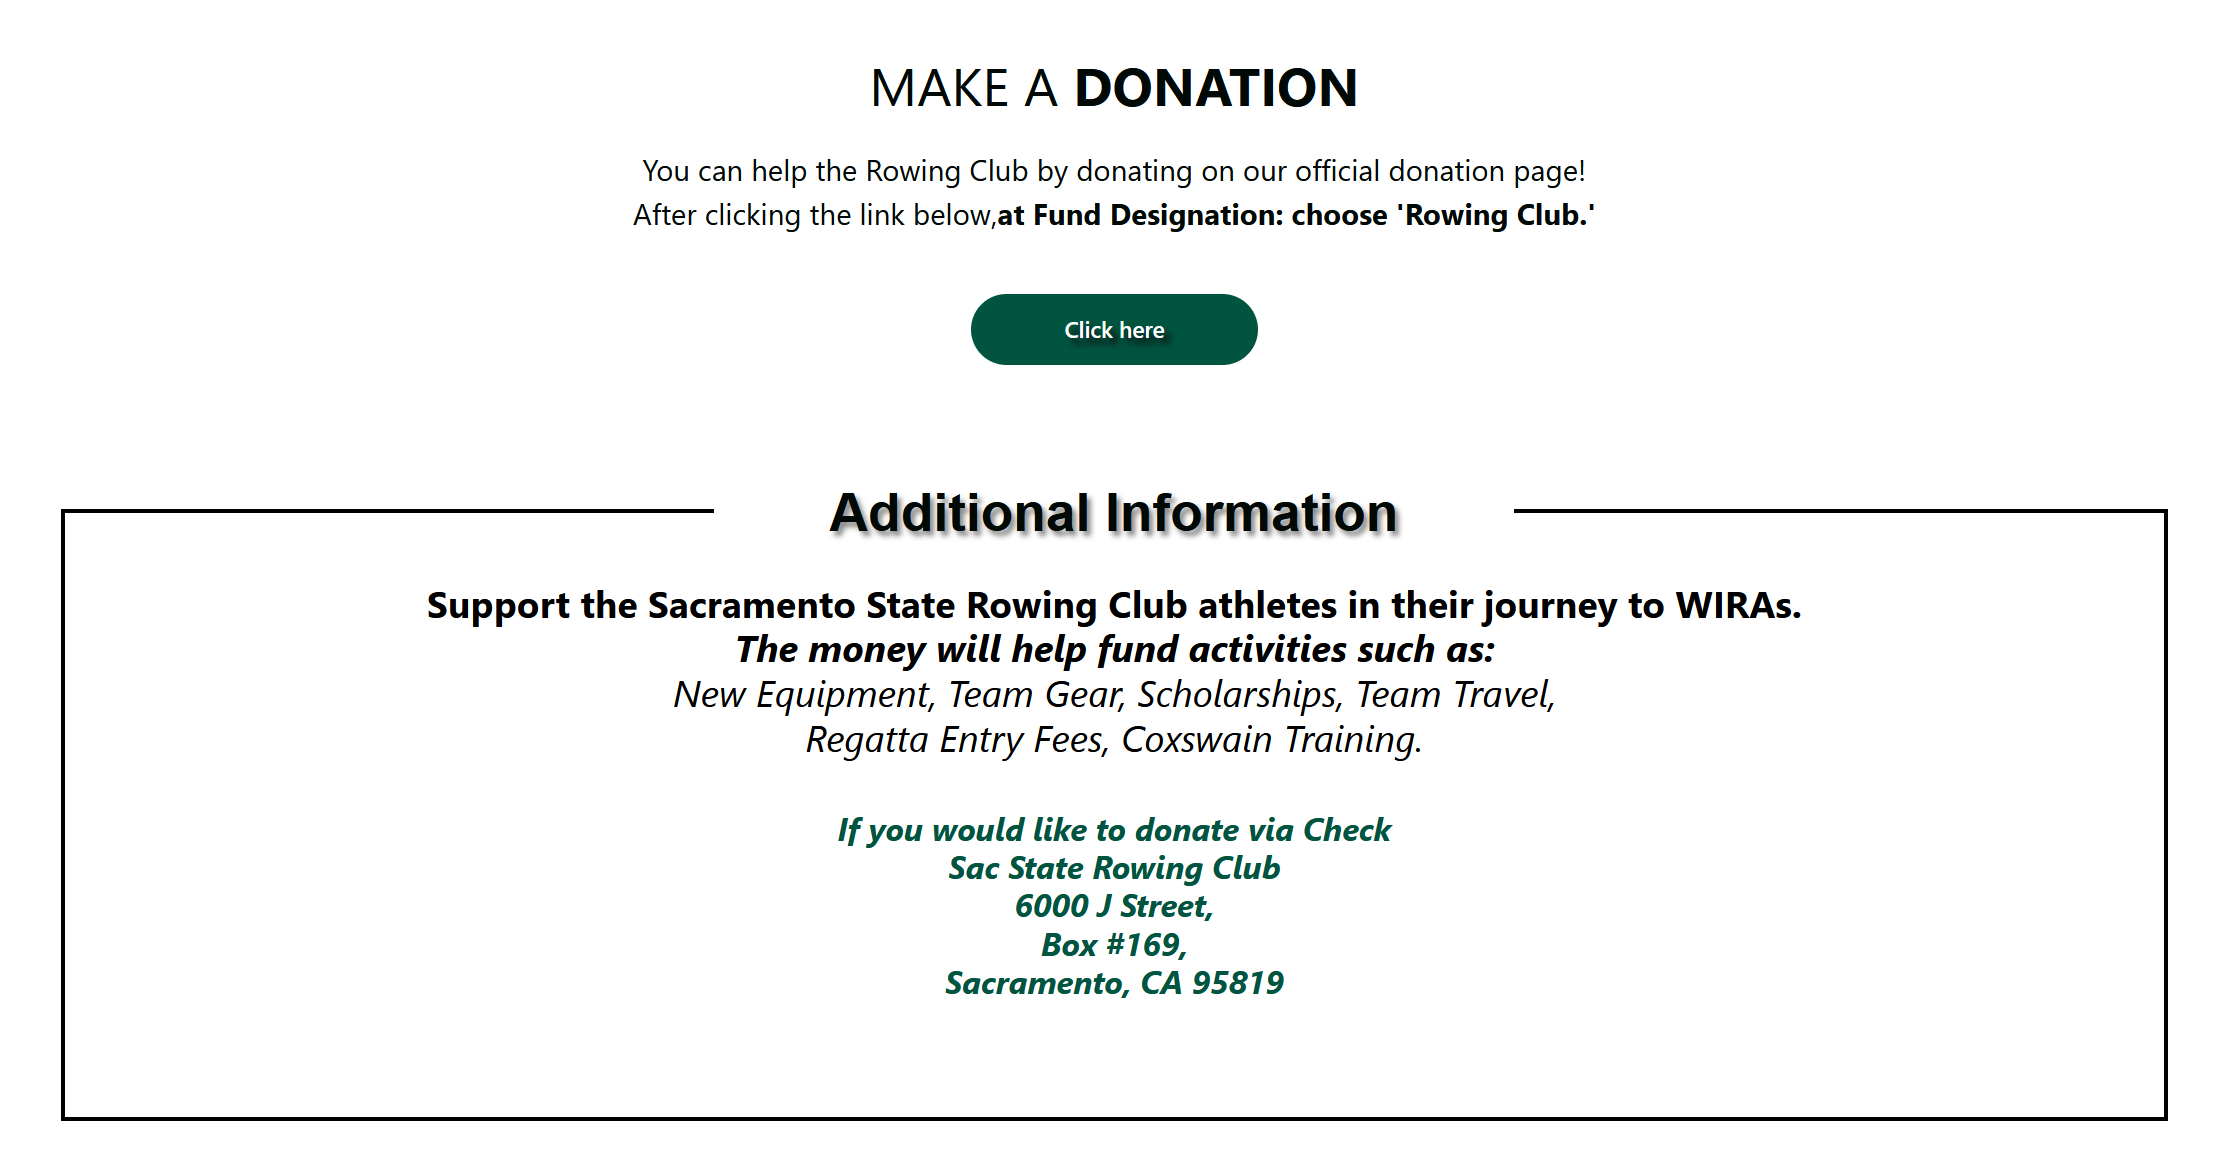 MAKE A DONATION
You can help the Rowing Club by donating on our official donation page!
After clicking the link below,at Fund Designation: choose 'Rowing Club.'
Click here
Additional Information
Support the Sacramento State Rowing Club athletes in their journey to WIRAs.
The money will help fund activities such as:
New Equipment, Team Gear, Scholarships, Team Travel,
Regatta Entry Fees, Coxswain Training.
If you would like to donate via Check
Sac State Rowing Club
6000 J Street,
Box #169,
Sacramento, CA 95819